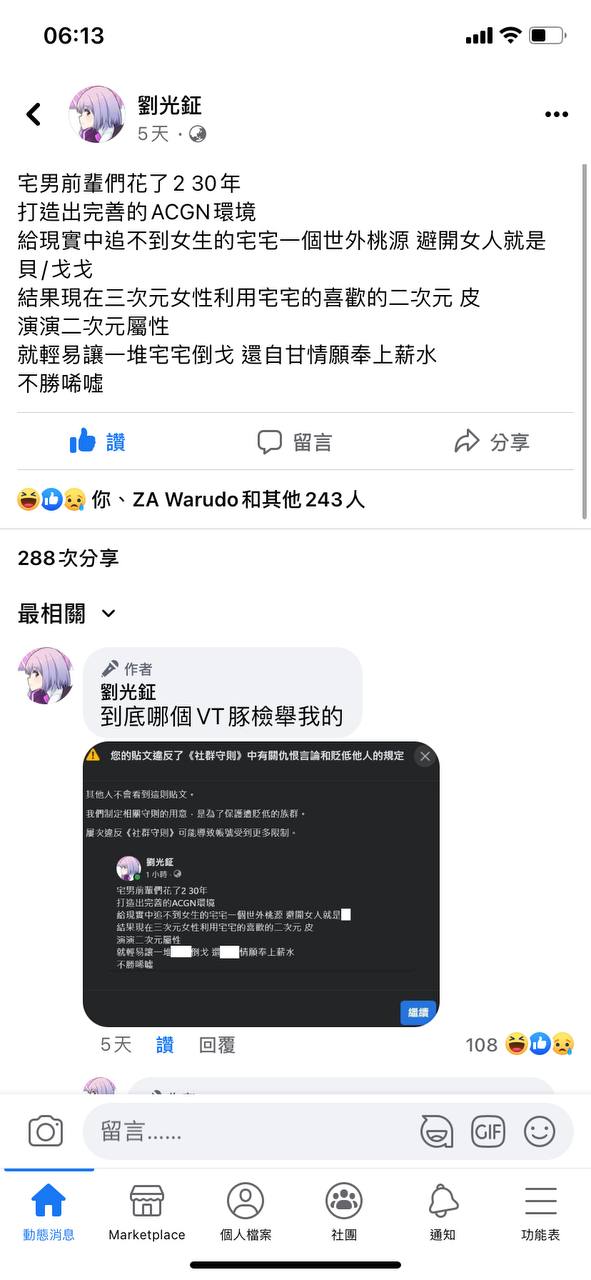 06:13
劉光鉦
5天
宅男前輩們花了2 30年
打造出完善的ACGN環境
給現實中追不到女生的宅宅一個世外桃源 避開女人就是
貝/戈戈
結果現在三次元女性利用宅宅的喜歡的二次元 皮
演演二次元屬性
就輕易讓一堆宅宅倒戈 還自甘情願奉上薪水
不勝唏噓
讚 留言 分享
你、ZA Warudo和其他243人
288次分享
最相關
作者
劉光鉦
到底哪個VT豚檢舉我的
您的貼文違反了《社群守則》中有關仇恨言論和貶低他人的規定
其他人不會看到這則貼文。
我們制定相關守則的用意，是為了保護遭貶低的族群。
屢次違反《社群守則》可能導致帳號受到更多限制。
劉光鉦
1小時
宅男前輩們花了2 30年
打造出完善的ACGN環境
給現實中追不到女生的宅宅一個世外桃源 避開女人就是
結果現在三次元女性利用宅宅的喜歡的二次元 皮
演演二次元屬性
就輕易讓一堆 倒戈 還 情願奉上薪水
不勝唏噓
繼續
5天 讚 回覆 108
留言......
GIF
動態消息 Marketplace 個人檔案 社團 通知 功能表